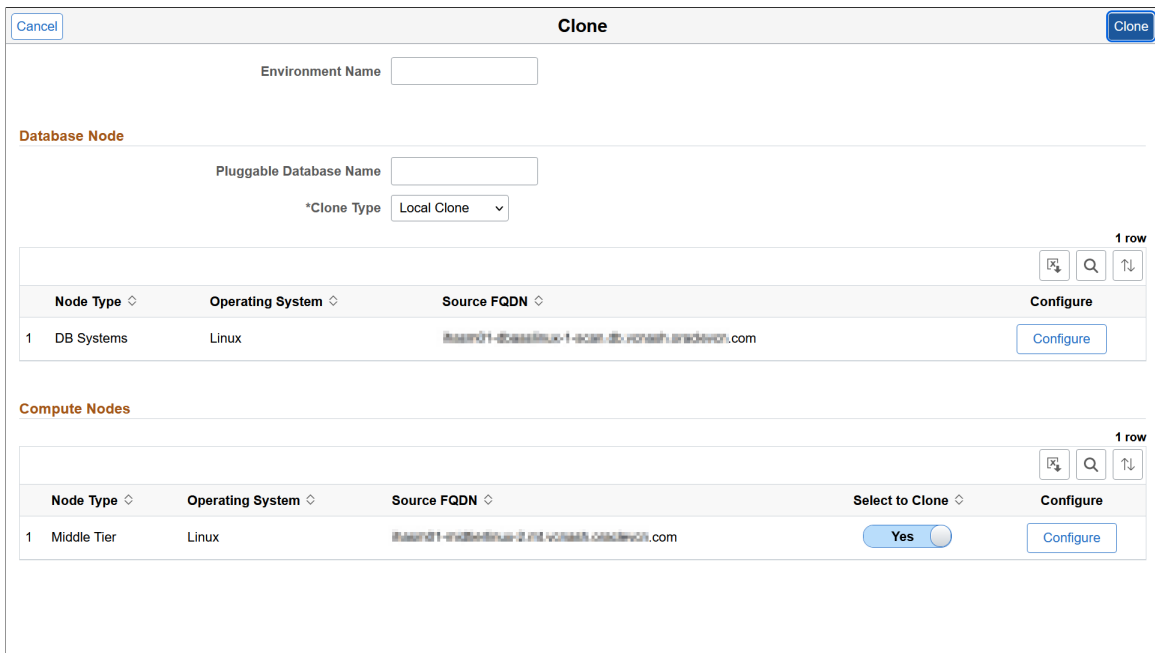 Cancel Clone Clone
Environment Name
Database Node
Pluggable Database Name
*Clone Type Local Clone
1 row
Node Type Operating System Source FQDN Configure
1 DB Systems Linux .com Configure
Compute Nodes
1 row
Node Type Operating System Source FQDN Select to Clone Configure
1 Middle Tier Linux .com Yes Configure